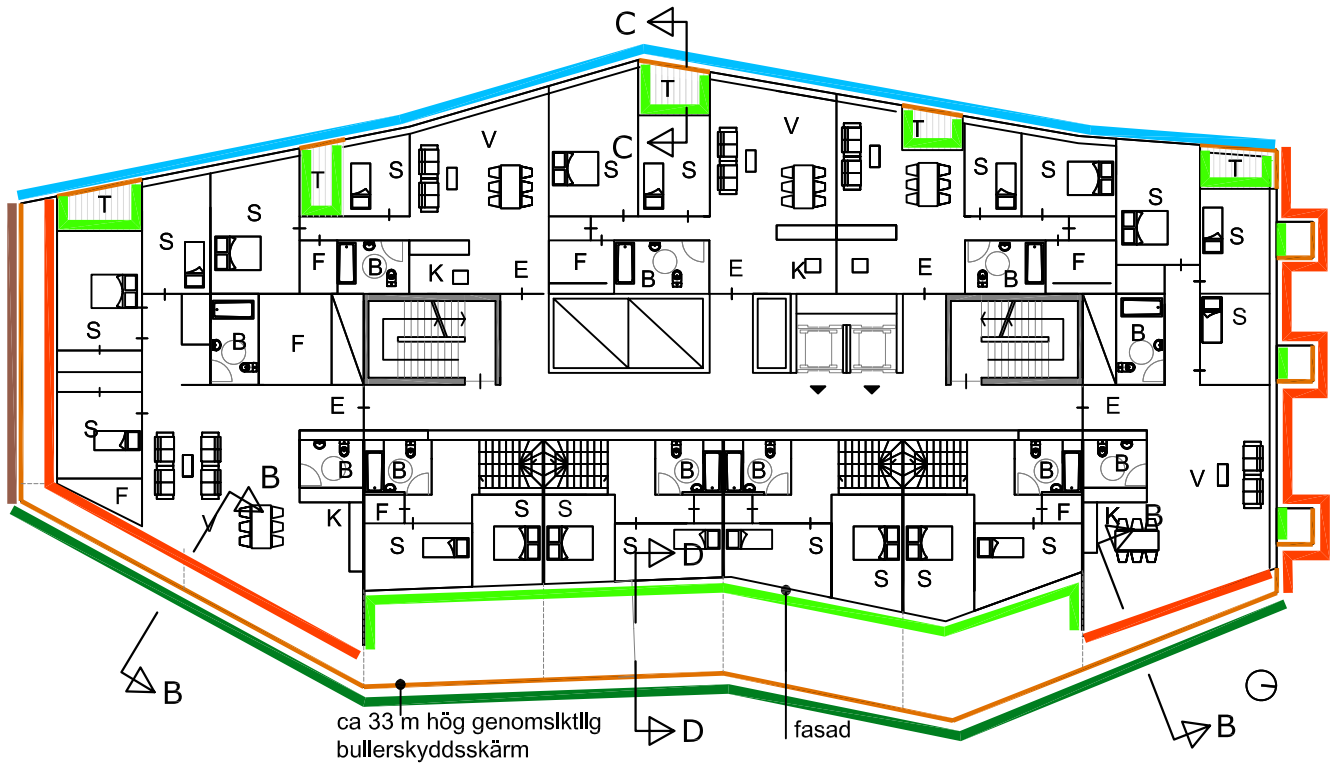 C
T
V V T
C
S S S S S
T T T
S S
S S
F B K E F B E K E B F
S B F B S
E E
S
B B B B B B B V
F V K F S S F K B
S S D S S
S S
B
ca 33 m hög genomsiktlig
bullerskyddsskärm
D
fasad
B